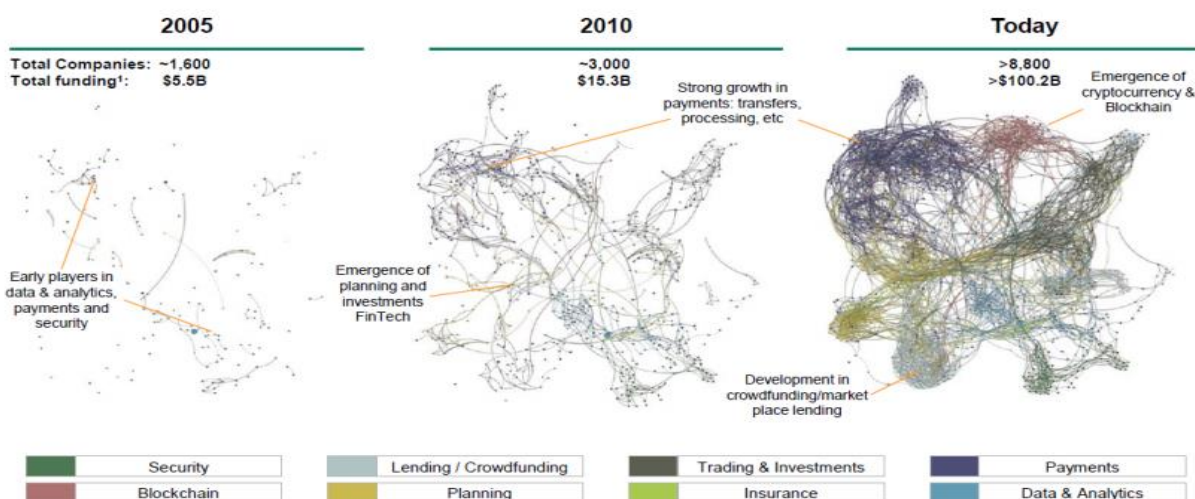 2005
2010
Today
Total Companies: ~1,600
Total funding¹: $5.5B
~3,000
$15.3B
>8,800
>$100.2B
Strong growth in
payments: transfers,
processing, etc
Emergence of
cryptocurrency &
Blockhain
Early players in
data & analytics,
payments and
security
Emergence of
planning and
investments
FinTech
Development in
crowdfunding/market
place lending
Security
Lending / Crowdfunding
Trading & Investments
Payments
Blockchain
Planning
Insurance
Data & Analytics